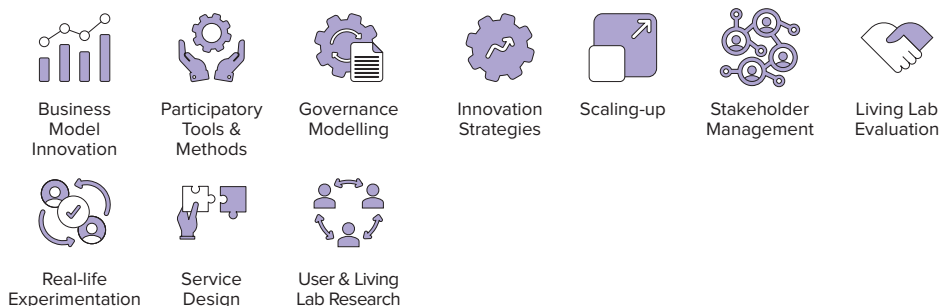 Business
Model
Innovation
Participatory
Tools &
Methods
Governance
Modelling
Innovation
Strategies
Scaling-up
Stakeholder
Management
Living Lab
Evaluation
Real-life
Experimentation
Service
Design
User & Living
Lab Research